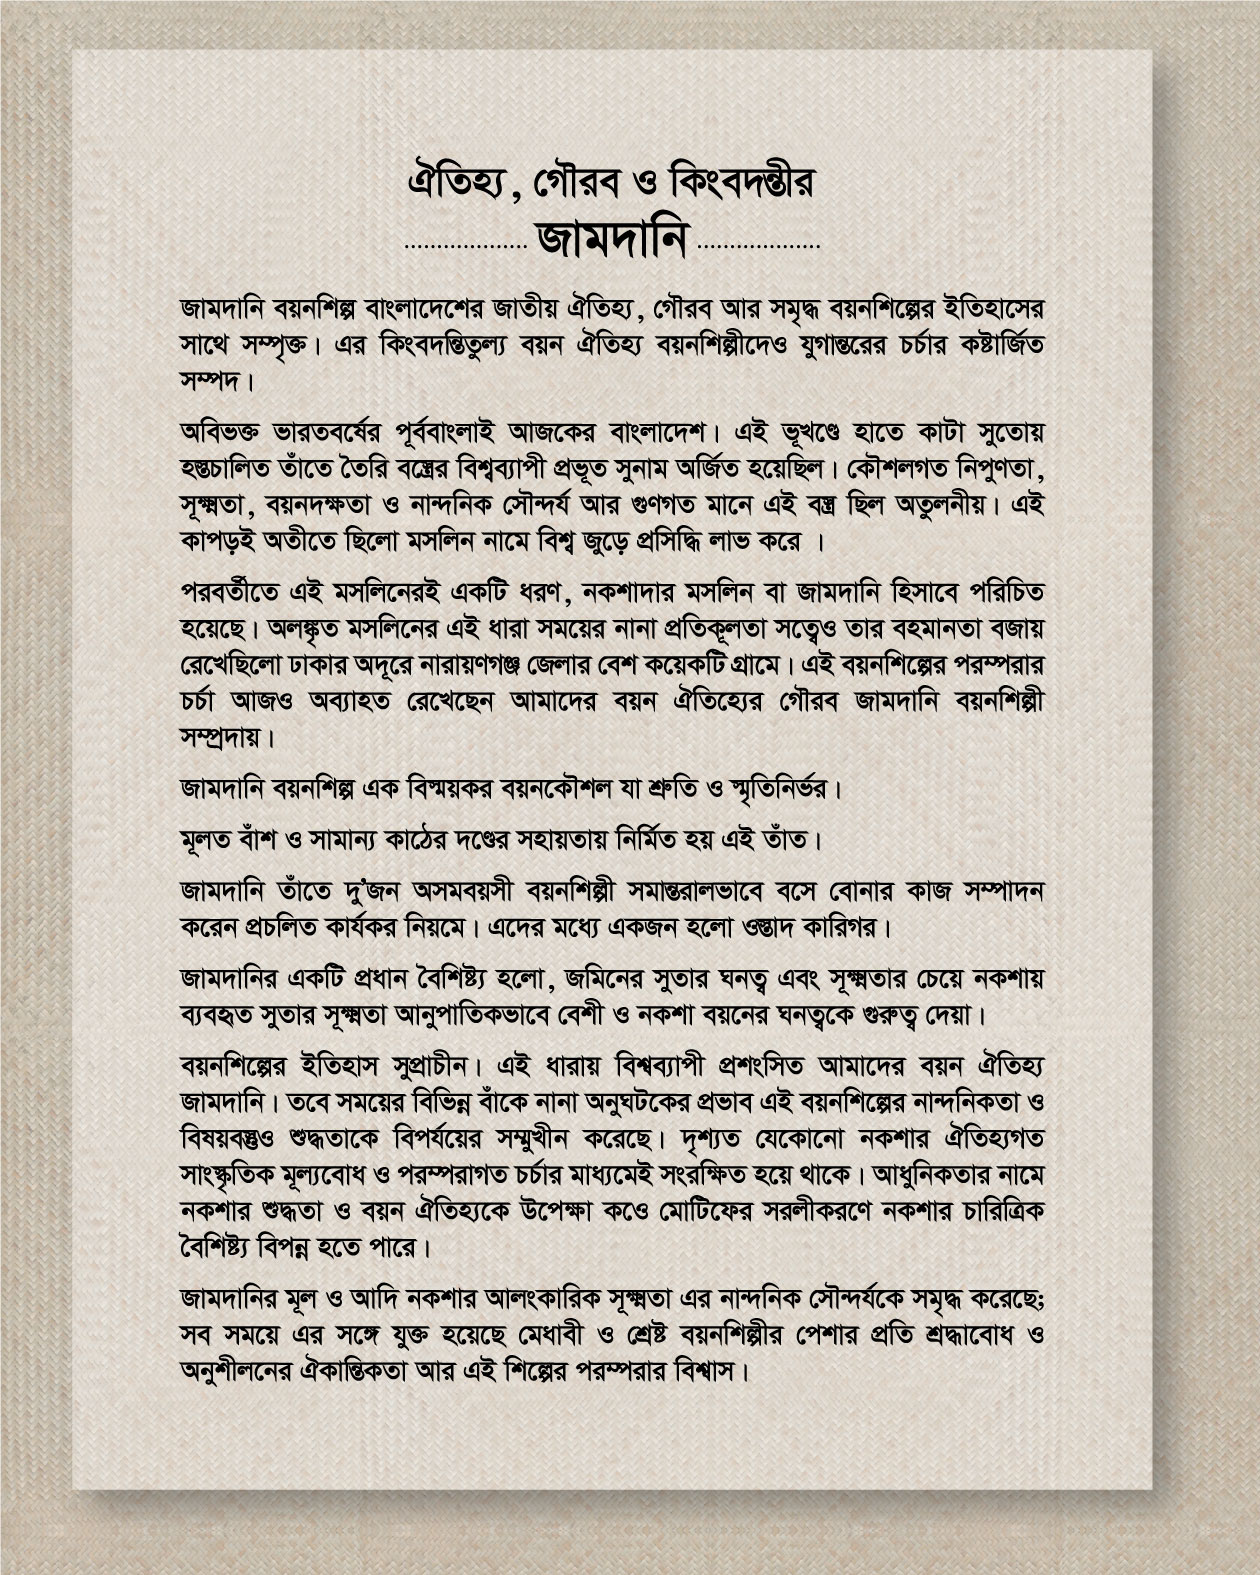 ঐতিহ্য, গৌরব ও কিংবদন্তীর
জামদানি
জামদানি বয়নশিল্প বাংলাদেশের জাতীয় ঐতিহ্য, গৌরব আর সমৃদ্ধ বয়নশিল্পের ইতিহাসের
সাথে সম্পৃক্ত। এর কিংবদন্তিতুল্য বয়ন ঐতিহ্য বয়নশিল্পীদেও যুগান্তরের চর্চার কষ্টার্জিত
সম্পদ।
অবিভক্ত ভারতবর্ষের পূর্ববাংলাই আজকের বাংলাদেশ। এই ভূখণ্ডে হাতে কাটা সুতোয়
হস্তচালিত তাঁতে তৈরি বস্ত্রের বিশ্বব্যাপী প্রভূত সুনাম অর্জিত হয়েছিল। কৌশলগত নিপুণতা,
সূক্ষ্মতা, বয়নদক্ষতা ও নান্দনিক সৌন্দর্য আর গুণগত মানে এই বস্ত্র ছিল অতুলনীয়। এই
কাপড়ই অতীতে ছিলো মসলিন নামে বিশ্ব জুড়ে প্রসিদ্ধি লাভ করে ।
পরবর্তীতে এই মসলিনেরই একটি ধরণ, নকশাদার মসলিন বা জামদানি হিসাবে পরিচিত
হয়েছে। অলঙ্কৃত মসলিনের এই ধারা সময়ের নানা প্রতিকূলতা সত্বেও তার বহমানতা বজায়
রেখেছিলো ঢাকার অদূরে নারায়ণগঞ্জ জেলার বেশ কয়েকটি গ্রামে। এই বয়নশিল্পের পরম্পরার
চর্চা আজও অব্যাহত রেখেছেন আমাদের বয়ন ঐতিহ্যের গৌরব জামদানি বয়নশিল্পী
সম্প্রদায়।
জামদানি বয়নশিল্প এক বিস্ময়কর বয়নকৌশল যা শ্রুতি ও স্মৃতিনির্ভর।
মূলত বাঁশ ও সামান্য কাঠের দণ্ডের সহায়তায় নির্মিত হয় এই তাঁত।
জামদানি তাঁতে দু’জন অসমবয়সী বয়নশিল্পী সমান্তরালভাবে বসে বোনার কাজ সম্পাদন
করেন প্রচলিত কার্যকর নিয়মে। এদের মধ্যে একজন হলো ওস্তাদ কারিগর।
জামদানির একটি প্রধান বৈশিষ্ট্য হলো, জমিনের সুতার ঘনত্ব এবং সূক্ষ্মতার চেয়ে নকশায়
ব্যবহৃত সুতার সূক্ষ্মতা আনুপাতিকভাবে বেশী ও নকশা বয়নের ঘনত্বকে গুরুত্ব দেয়া।
বয়নশিল্পের ইতিহাস সুপ্রাচীন। এই ধারায় বিশ্বব্যাপী প্রশংসিত আমাদের বয়ন ঐতিহ্য
জামদানি। তবে সময়ের বিভিন্ন বাঁকে নানা অনুঘটকের প্রভাব এই বয়নশিল্পের নান্দনিকতা ও
বিষয়বস্তুও শুদ্ধতাকে বিপর্যয়ের সম্মুখীন করেছে। দৃশ্যত যেকোনো নকশার ঐতিহ্যগত
সাংস্কৃতিক মূল্যবোধ ও পরম্পরাগত চর্চার মাধ্যমেই সংরক্ষিত হয়ে থাকে। আধুনিকতার নামে
নকশার শুদ্ধতা ও বয়ন ঐতিহ্যকে উপেক্ষা কওে মোটিফের সরলীকরণে নকশার চারিত্রিক
বৈশিষ্ট্য বিপন্ন হতে পারে।
জামদানির মূল ও আদি নকশার আলংকারিক সূক্ষ্মতা এর নান্দনিক সৌন্দর্যকে সমৃদ্ধ করেছে;
সব সময়ে এর সঙ্গে যুক্ত হয়েছে মেধাবী ও শ্রেষ্ট বয়নশিল্পীর পেশার প্রতি শ্রদ্ধাবোধ ও
অনুশীলনের ঐকান্তিকতা আর এই শিল্পের পরম্পরার বিশ্বাস।